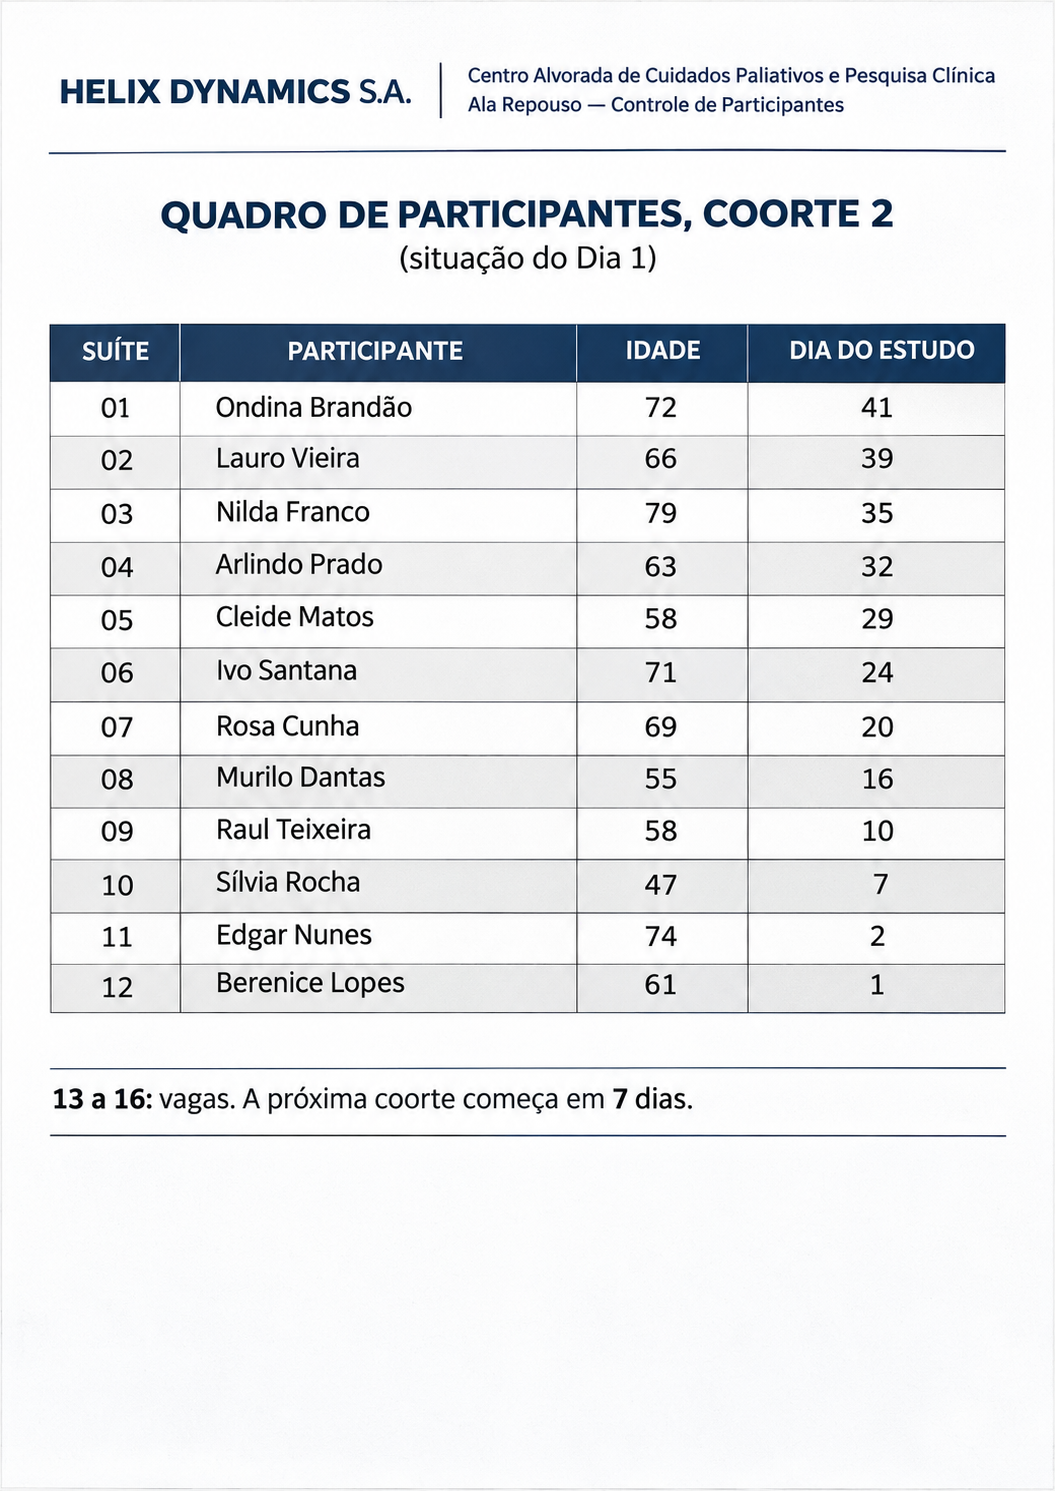 HELIX DYNAMICS S.A.
Centro Alvorada de Cuidados Paliativos e Pesquisa Clínica
Ala Repouso — Controle de Participantes
QUADRO DE PARTICIPANTES, COORTE 2
(situação do Dia 1)
SUÍTE PARTICIPANTE IDADE DIA DO ESTUDO
01 Ondina Brandão 72 41
02 Lauro Vieira 66 39
03 Nilda Franco 79 35
04 Arlindo Prado 63 32
05 Cleide Matos 58 29
06 Ivo Santana 71 24
07 Rosa Cunha 69 20
08 Murilo Dantas 55 16
09 Raul Teixeira 58 10
10 Sílvia Rocha 47 7
11 Edgar Nunes 74 2
12 Berenice Lopes 61 1
13 a 16: vagas. A próxima coorte começa em 7 dias.